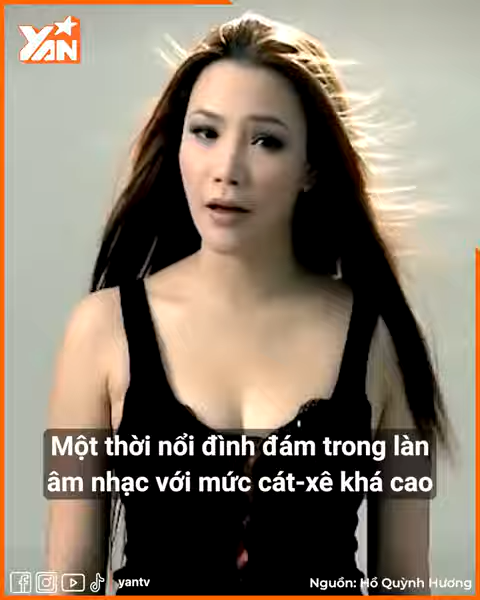 YAN
Một thời nổi đình đám trong làn
âm nhạc với mức cát-xê khá cao
yantv
Nguồn: Hồ Quỳnh Hương